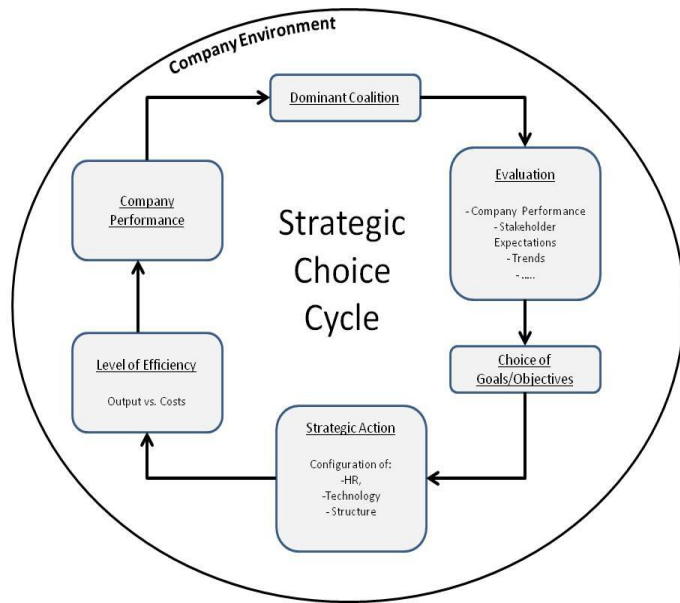 Company Environment
Dominant Coalition
Evaluation
- Company Performance
- Stakeholder
Expectations
- Trends
- .....
Choice of
Goals/Objectives
Strategic Action
Configuration of:
-HR,
-Technology
- Structure
Level of Efficiency
Output vs. Costs
Company
Performance
Strategic
Choice
Cycle